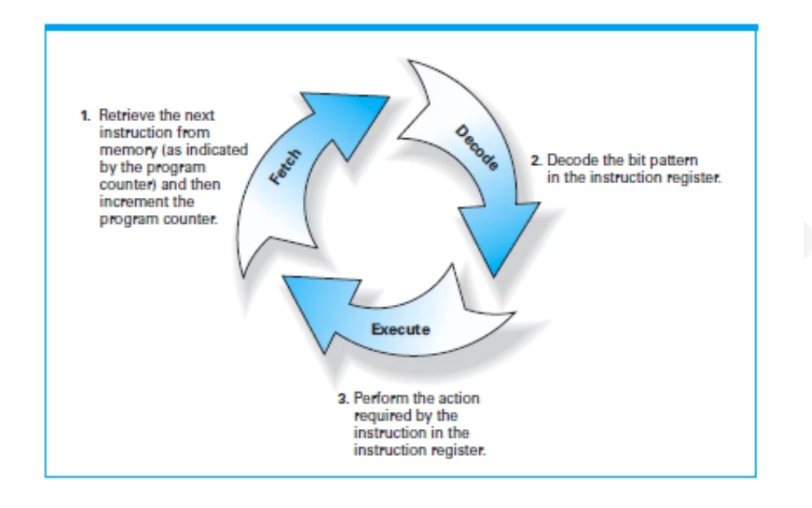 1. Retrieve the next
instruction from
memory (as indicated
by the program
counter) and then
increment the
program counter.
Fetch
Decode
2. Decode the bit pattern
in the instruction register.
Execute
3. Perform the action
required by the
instruction in the
instruction register.